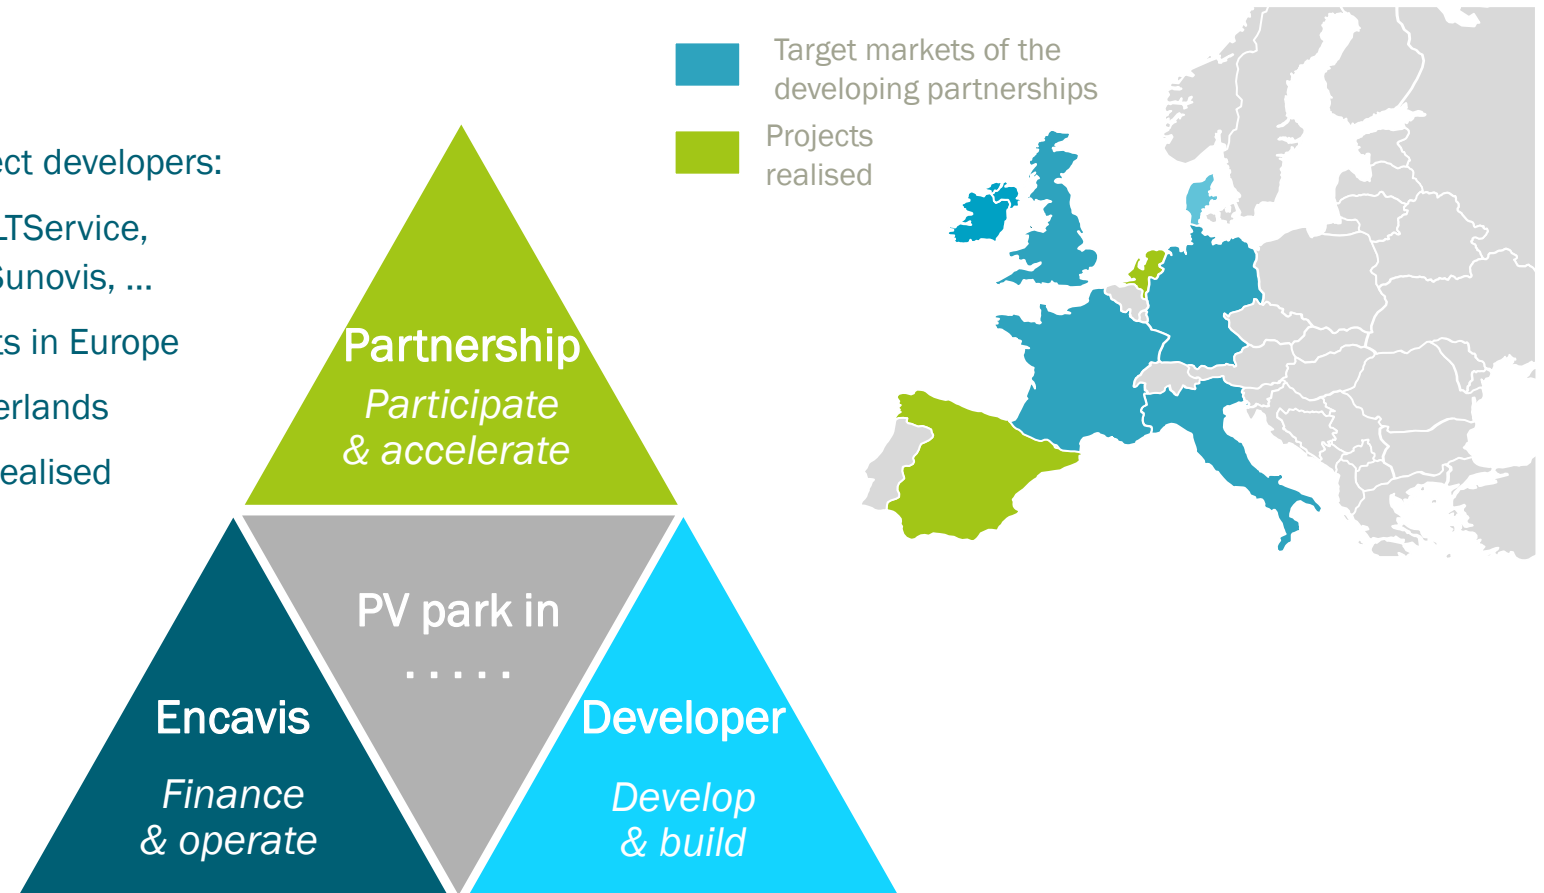 Target markets of the
developing partnerships
Projects
realised
ect developers:
LTService,
Sunovis, ...
ts in Europe
erlands
ealised
Partnership
Participate
& accelerate
PV park in
. . . . .
Encavis
Finance
& operate
Developer
Develop
& build